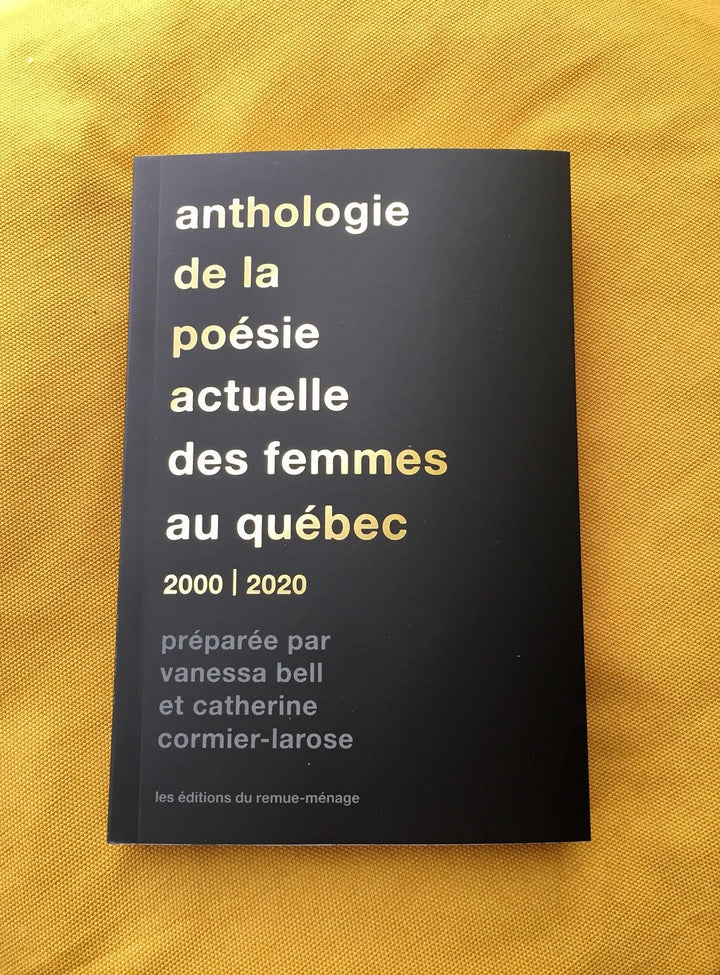 anthologie
de la
poésie
actuelle
des femmes
au québec
2000 | 2020
préparée par
vanessa bell
et catherine
cormier-larose
les éditions du remue-ménage